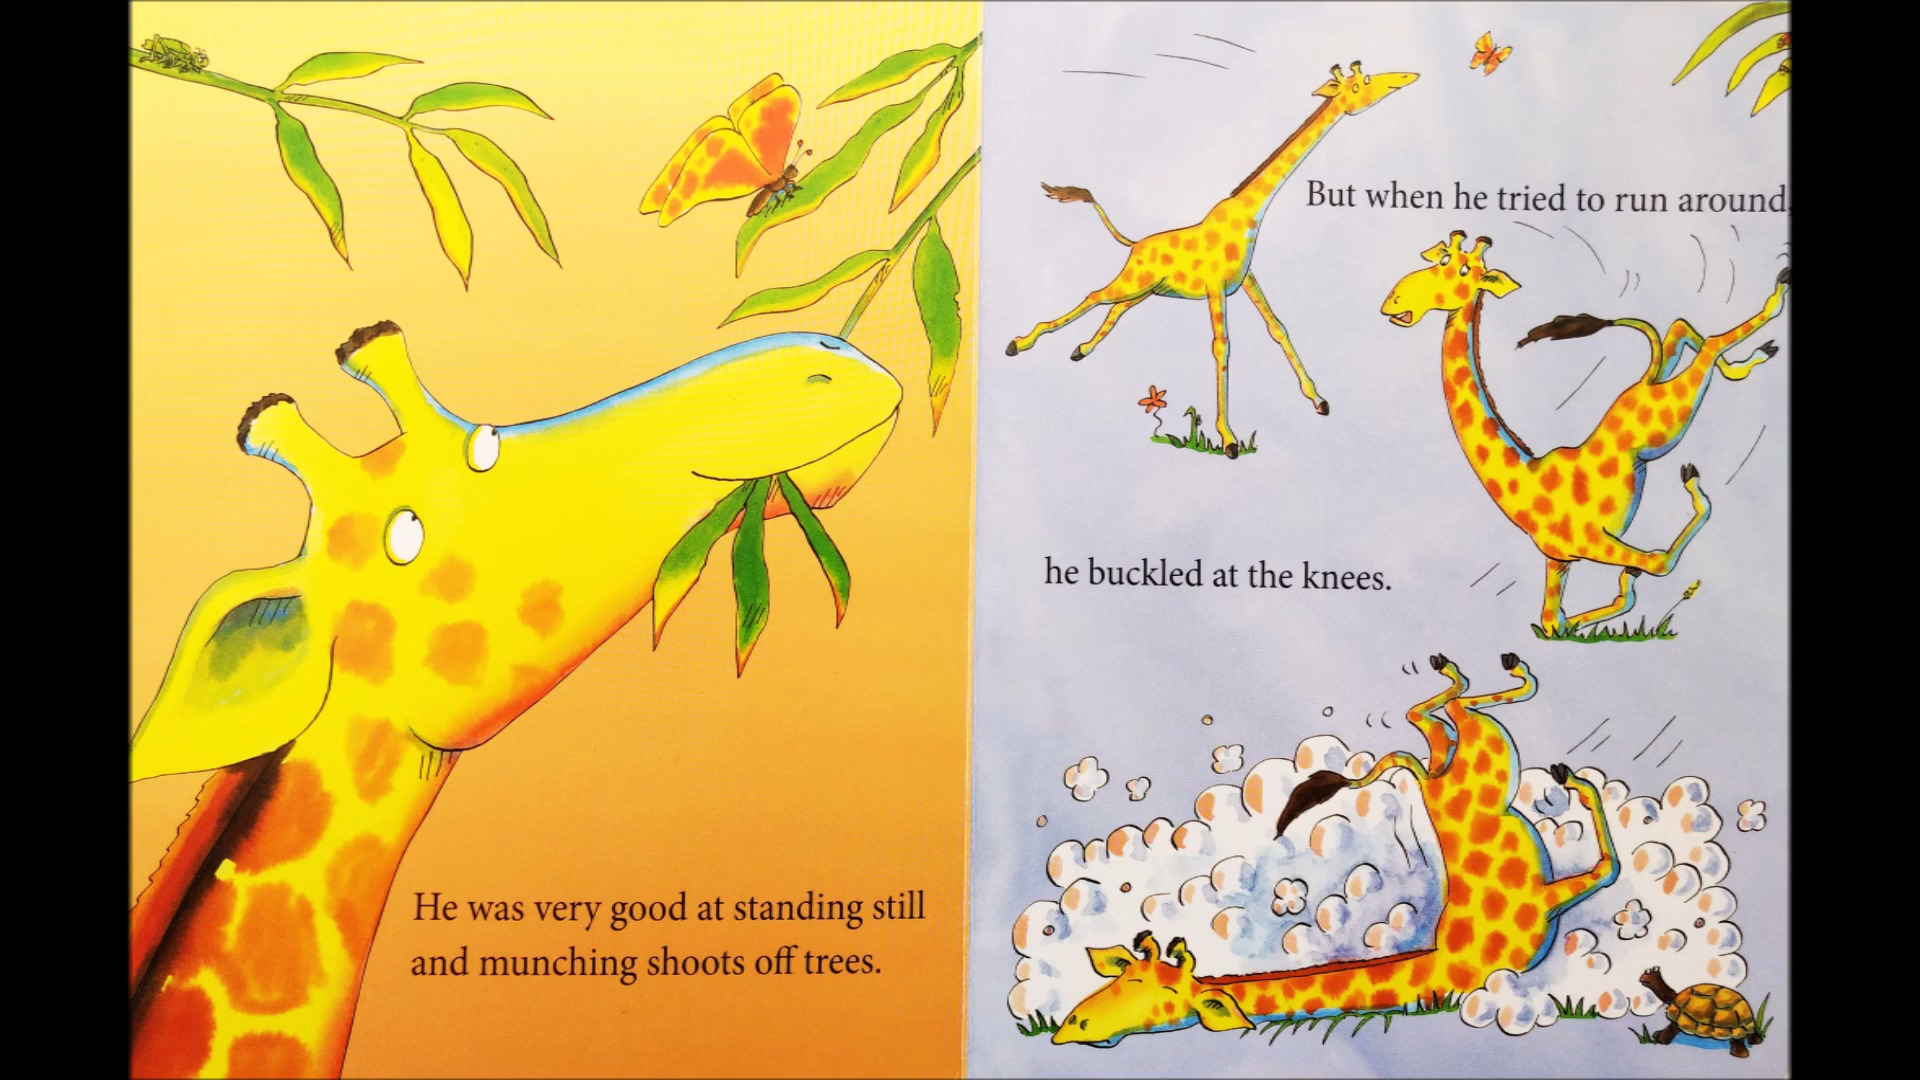 He was very good at standing still
and munching shoots off trees.
But when he tried to run around,
he buckled at the knees.